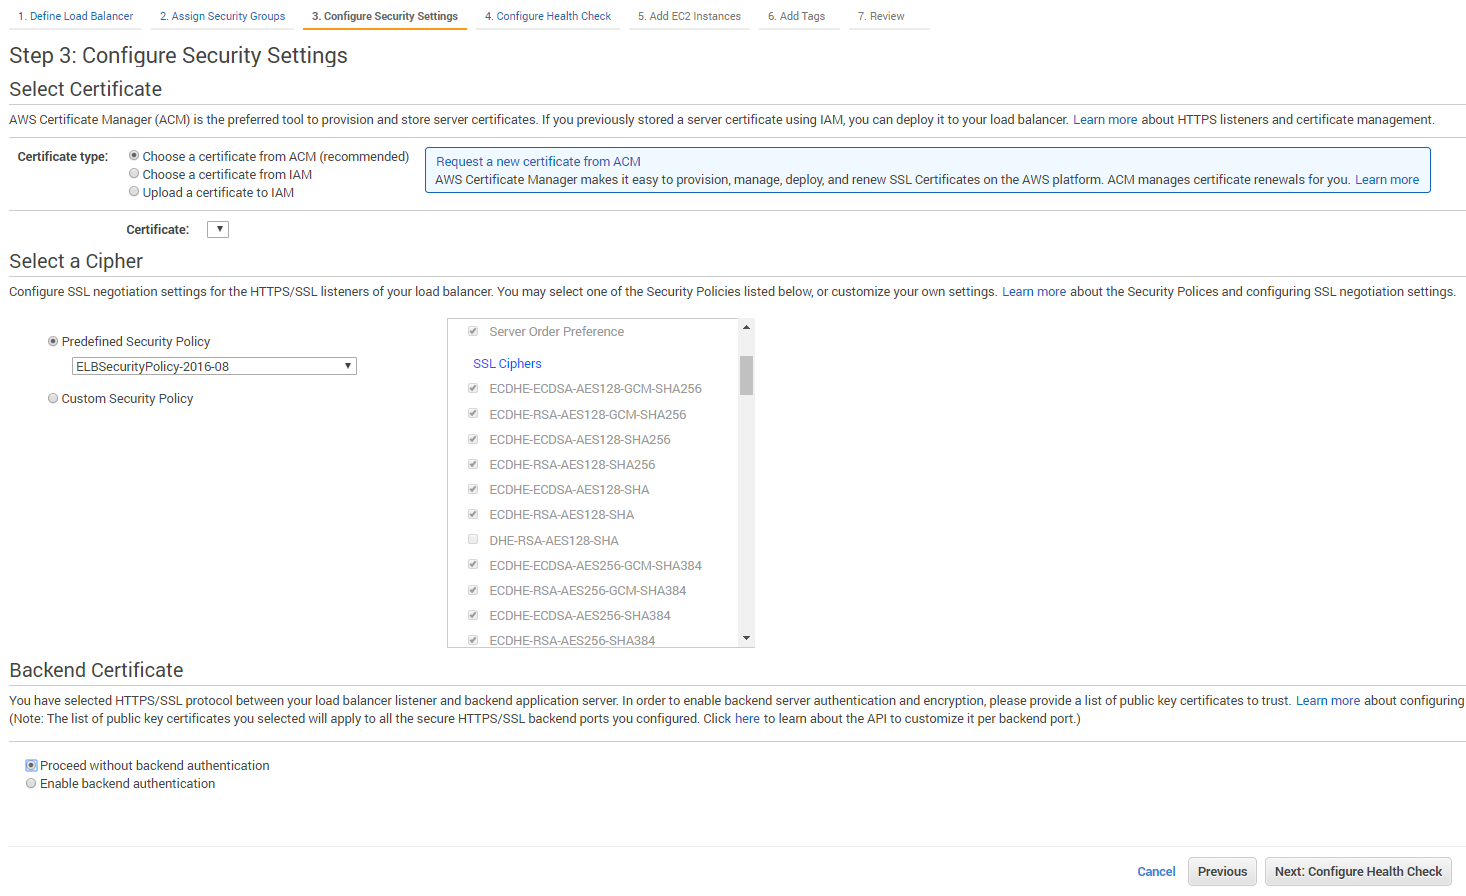 1. Define Load Balancer 2. Assign Security Groups 3. Configure Security Settings 4. Configure Health Check 5. Add EC2 Instances 6. Add Tags 7. Review
Step 3: Configure Security Settings
Select Certificate
AWS Certificate Manager (ACM) is the preferred tool to provision and store server certificates. If you previously stored a server certificate using IAM, you can deploy it to your load balancer. Learn more about HTTPS listeners and certificate management.
Certificate type:
Choose a certificate from ACM (recommended)
Choose a certificate from IAM
Upload a certificate to IAM
Request a new certificate from ACM
AWS Certificate Manager makes it easy to provision, manage, deploy, and renew SSL Certificates on the AWS platform. ACM manages certificate renewals for you. Learn more
Certificate:
Select a Cipher
Configure SSL negotiation settings for the HTTPS/SSL listeners of your load balancer. You may select one of the Security Policies listed below, or customize your own settings. Learn more about the Security Polices and configuring SSL negotiation settings.
Predefined Security Policy
ELBSecurityPolicy-2016-08
Custom Security Policy
Server Order Preference
SSL Ciphers
ECDHE-ECDSA-AES128-GCM-SHA256
ECDHE-RSA-AES128-GCM-SHA256
ECDHE-ECDSA-AES128-SHA256
ECDHE-RSA-AES128-SHA256
ECDHE-ECDSA-AES128-SHA
ECDHE-RSA-AES128-SHA
DHE-RSA-AES128-SHA
ECDHE-ECDSA-AES256-GCM-SHA384
ECDHE-RSA-AES256-GCM-SHA384
ECDHE-ECDSA-AES256-SHA384
ECDHE-RSA-AES256-SHA384
Backend Certificate
You have selected HTTPS/SSL protocol between your load balancer listener and backend application server. In order to enable backend server authentication and encryption, please provide a list of public key certificates to trust. Learn more about configuring
(Note: The list of public key certificates you selected will apply to all the secure HTTPS/SSL backend ports you configured. Click here to learn about the API to customize it per backend port.)
Proceed without backend authentication
Enable backend authentication
Cancel Previous Next: Configure Health Check